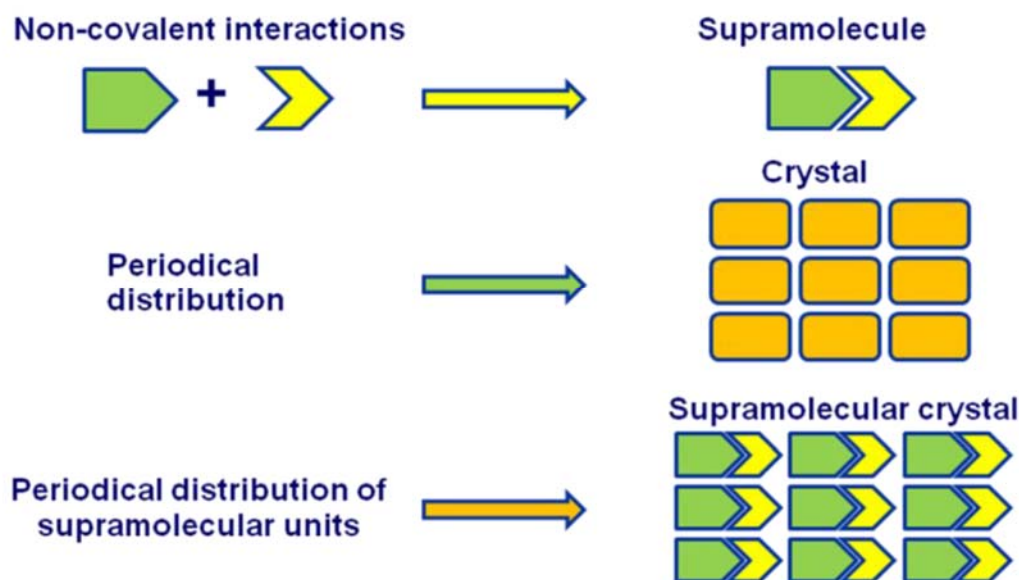 Non-covalent interactions
Supramolecule
+
Crystal
Periodical
distribution
Supramolecular crystal
Periodical distribution of
supramolecular units